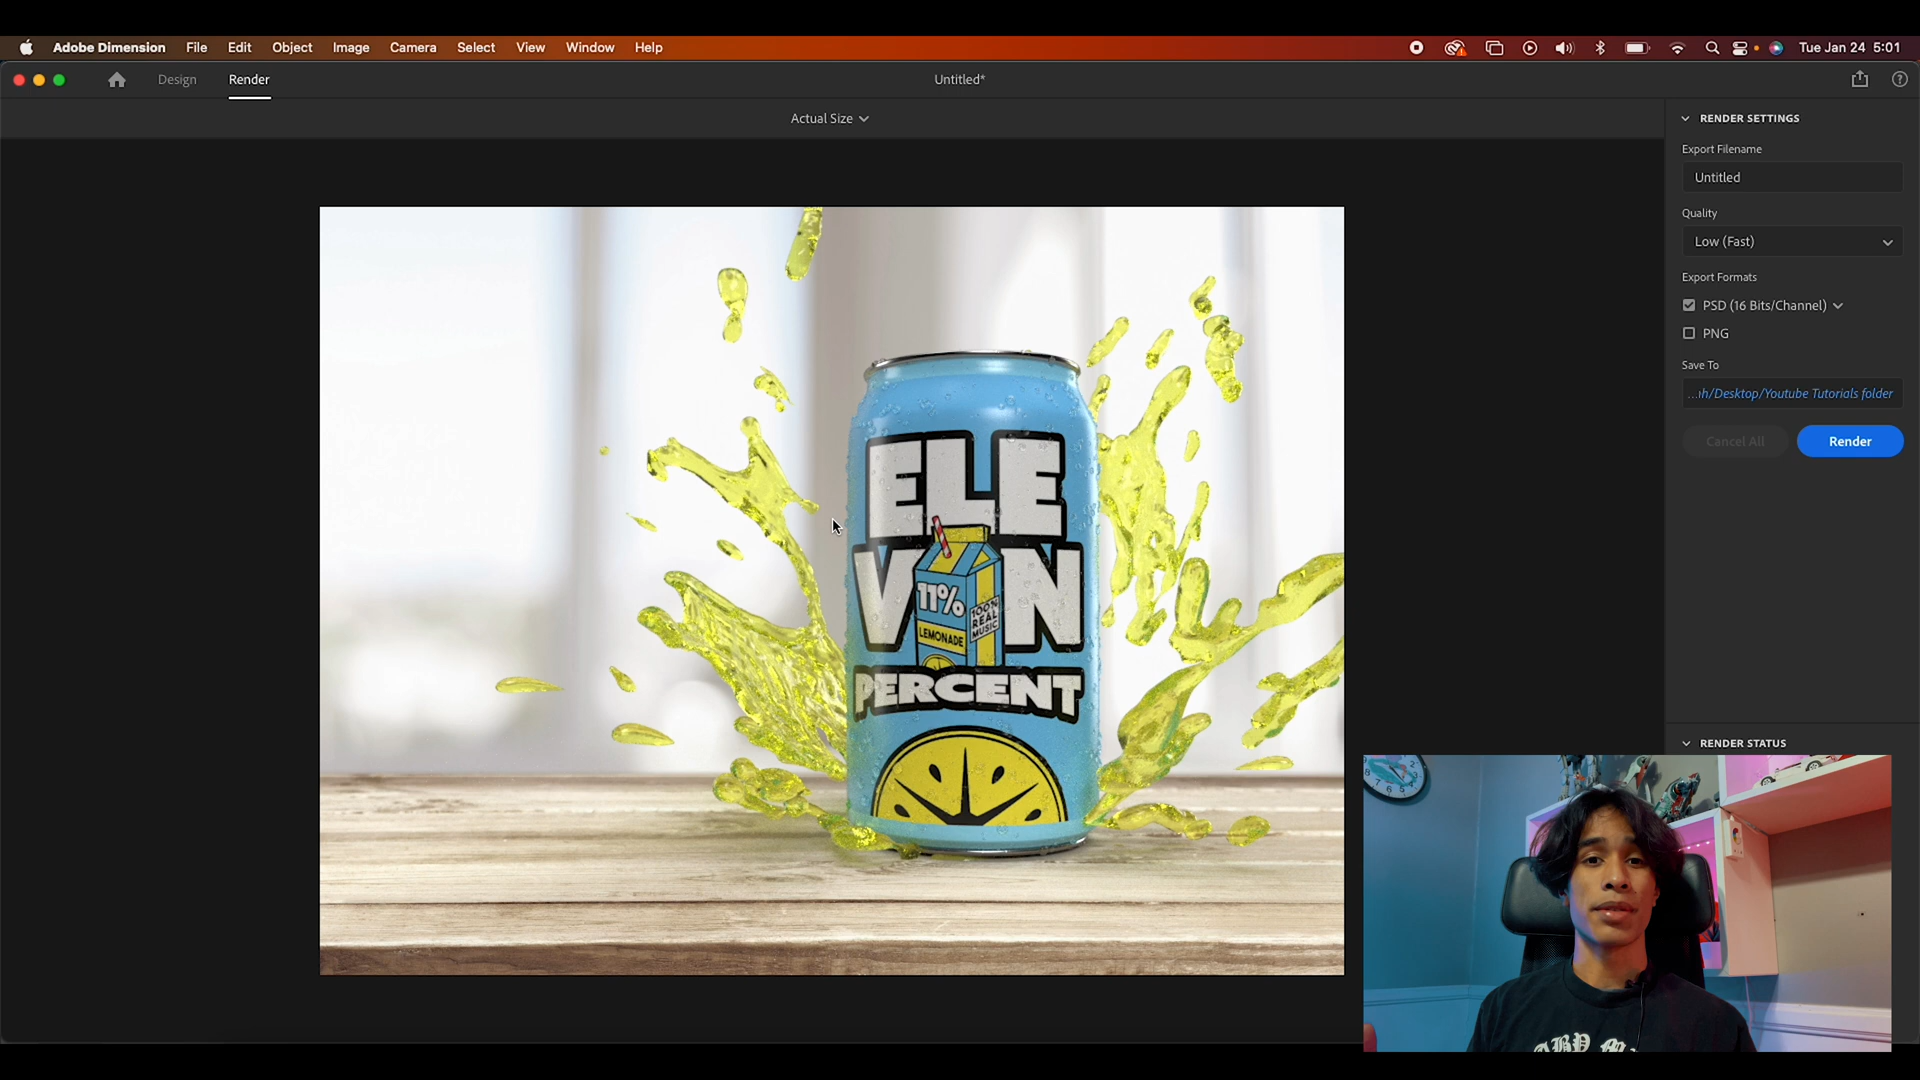 Adobe Dimension File Edit Object Image Camera Select View Window Help Tue Jan 24 5:01
Design Render Untitled*
Actual Size
RENDER SETTINGS
Export Filename
Untitled
Quality
Low (Fast)
Export Formats
PSD (16 Bits/Channel)
PNG
Save To
...ıh/Desktop/Youtube Tutorials folder
Cancel All Render
ELE
VN
11%
LEMONADE
100%
REAL
MUSIC
PERCENT
RENDER STATUS